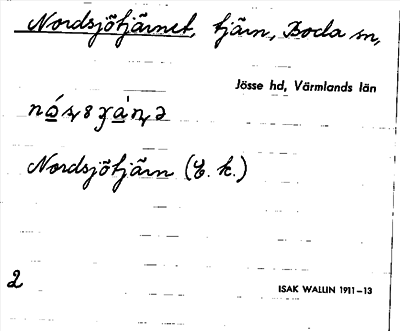 Nordsjötjärnet, tjärn, Boda sn,
Jösse hd, Värmlands län
Nordsjötjärn (E. k.)
2
ISAK WALLIN 1911–13